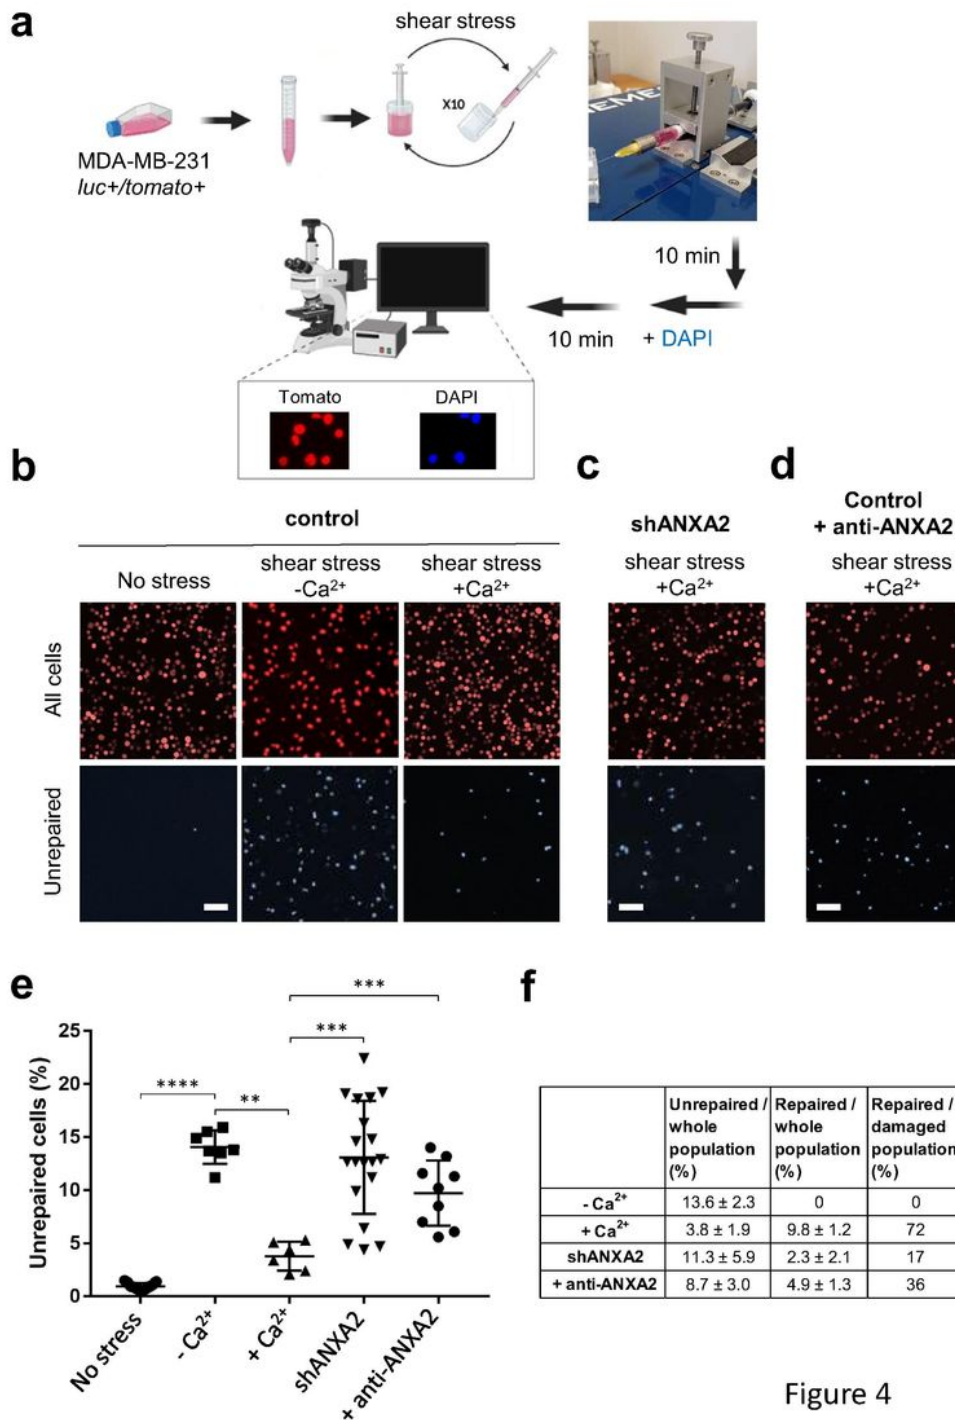 a
shear stress
X10
MDA-MB-231
luc+/tomato+
NEMES
10 min
10 min + DAPI
Tomato DAPI
b c d
control
shANXA2
Control
+ anti-ANXA2
No stress
shear stress
-Ca²⁺
shear stress
+Ca²⁺
shear stress
+Ca²⁺
shear stress
+Ca²⁺
All cells
Unrepaired
e
Unrepaired cells (%)
25
20
15
10
5
0
****
**
***
***
No stress
- Ca²⁺
+ Ca²⁺
shANXA2
+ anti-ANXA2
f
Unrepaired /
whole
population
(%)
Repaired /
whole
population
(%)
Repaired /
damaged
population
(%)
- Ca²⁺ 13.6 ± 2.3 0 0
+ Ca²⁺ 3.8 ± 1.9 9.8 ± 1.2 72
shANXA2 11.3 ± 5.9 2.3 ± 2.1 17
+ anti-ANXA2 8.7 ± 3.0 4.9 ± 1.3 36
Figure 4